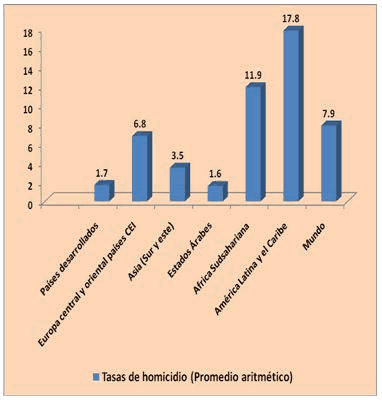 18
16
14
12
10
8
6
4
2
0
1.7
6.8
3.5
1.6
11.9
17.8
7.9
Países desarrollados
Europa central y oriental países CEI
Asia (Sur y este)
Estados Árabes
Africa Sudsahariana
América Latina y el Caribe
Mundo
Tasas de homicidio (Promedio aritmético)